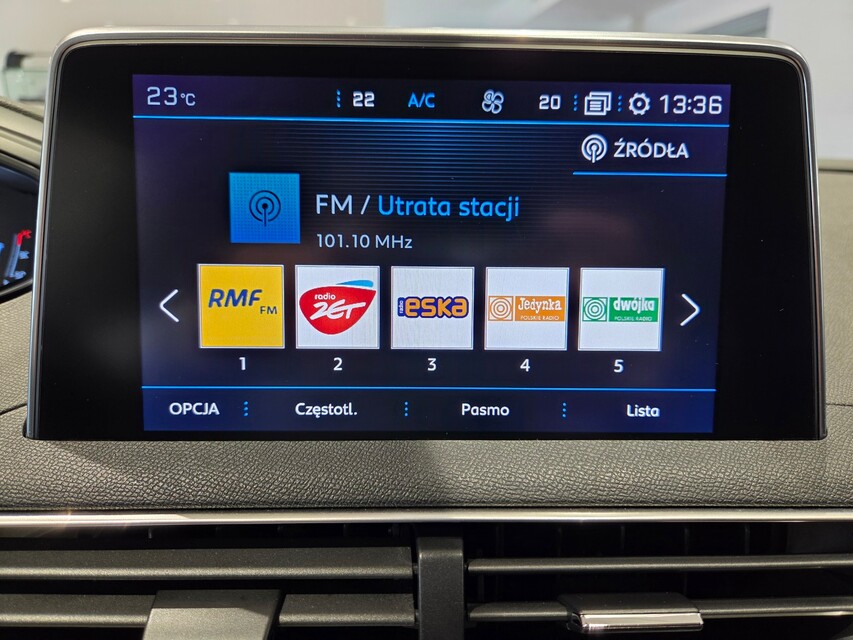 23°C 22 A/C 20 13:36
ŹRÓDŁA
FM / Utrata stacji
101.10 MHz
RMF FM
radio ZET
radio eska
Jedynka
POLSKIE RADIO
dwójka
POLSKIE RADIO
1 2 3 4 5
OPCJA Częstotl. Pasmo Lista